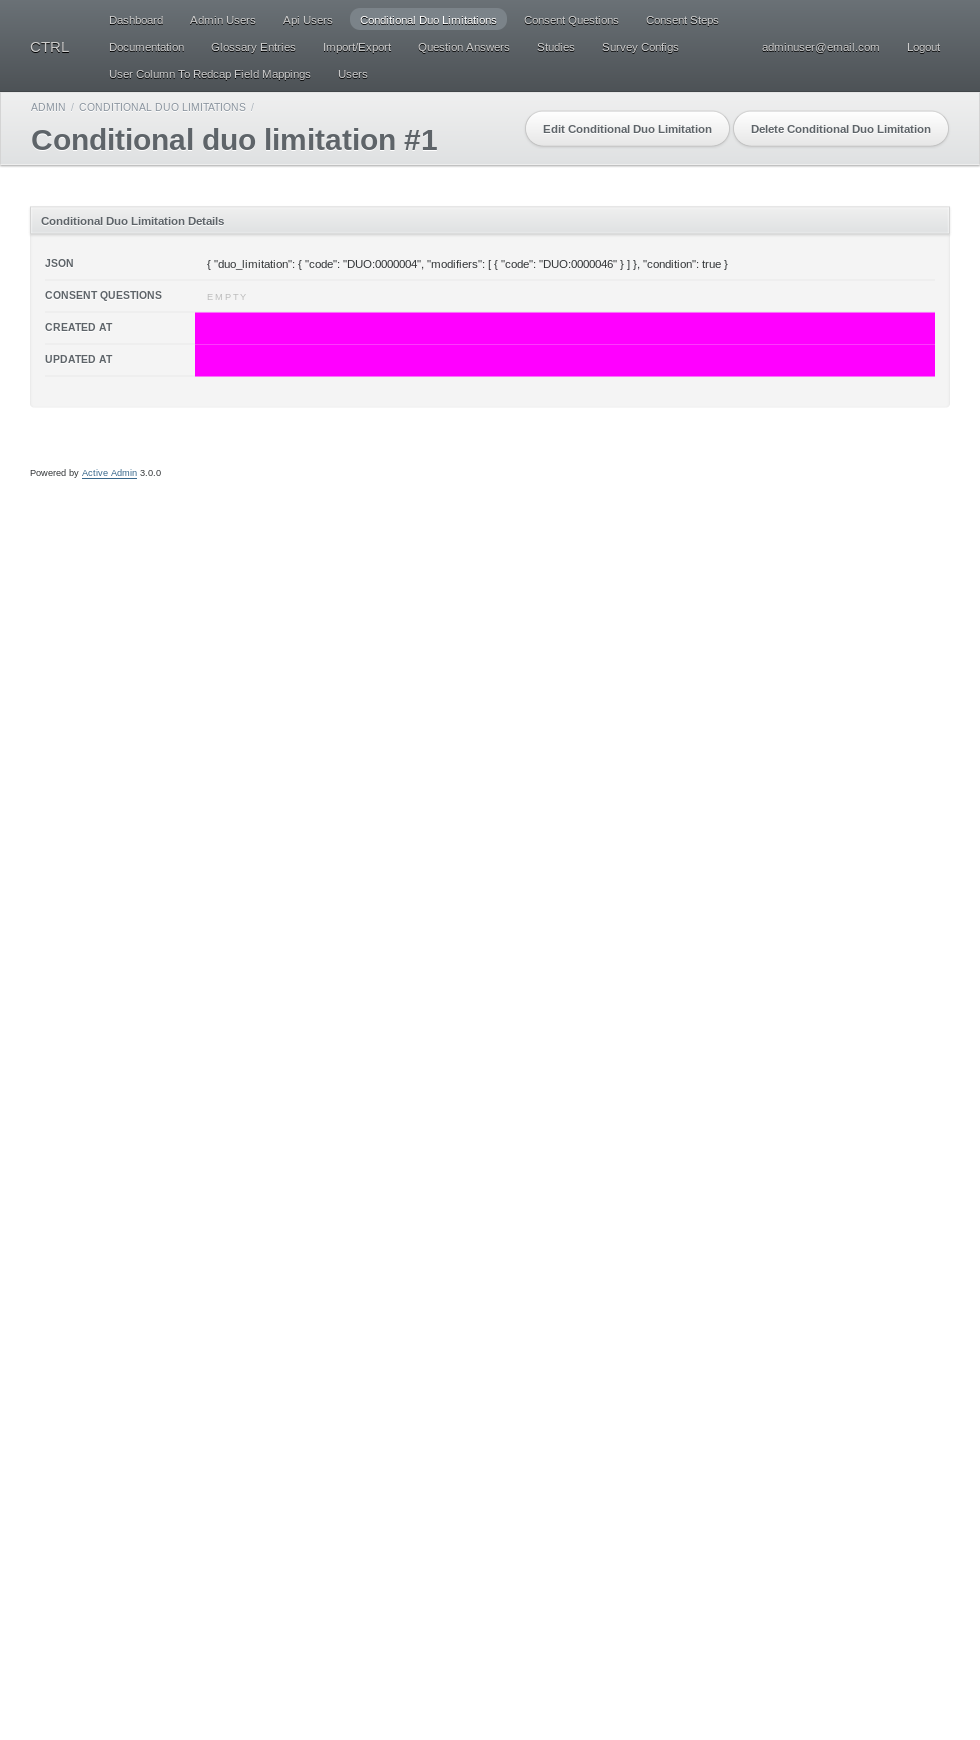 CTRL
Dashboard Admin Users Api Users Conditional Duo Limitations Consent Questions Consent Steps
Documentation Glossary Entries Import/Export Question Answers Studies Survey Configs
User Column To Redcap Field Mappings Users
adminuser@email.com Logout
ADMIN / CONDITIONAL DUO LIMITATIONS /
Conditional duo limitation #1
Edit Conditional Duo Limitation Delete Conditional Duo Limitation
Conditional Duo Limitation Details
JSON { "duo_limitation": { "code": "DUO:0000004", "modifiers": [ { "code": "DUO:0000046" } ] }, "condition": true }
CONSENT QUESTIONS EMPTY
CREATED AT
UPDATED AT
Powered by Active Admin 3.0.0